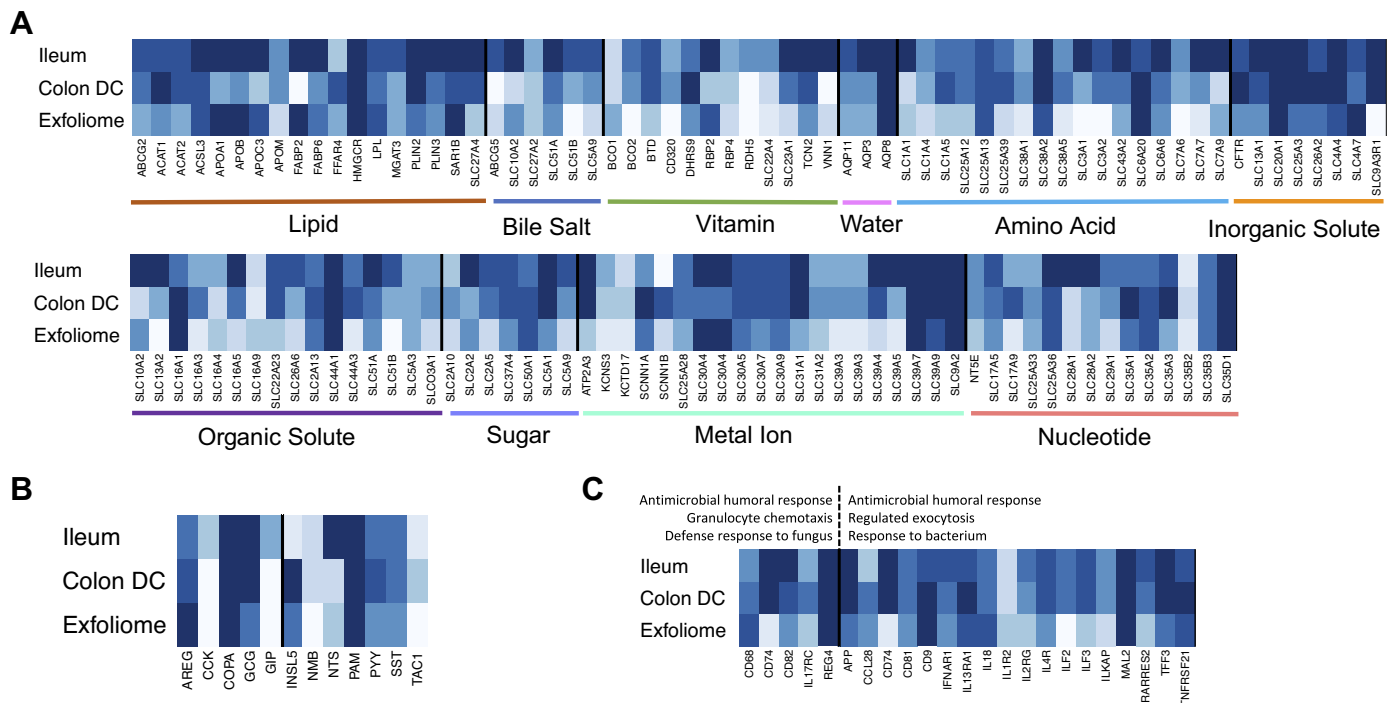 A
Ileum
Colon DC
Exfoliome
ABCG2 ACAT1 ACAT2 ACSL3 APOA1 APOB APOC3 APOM FABP2 FABP6 FFAR4 HMGCR LPL MGAT3 PLIN2 PLIN3 SAR1B SLC27A4 ABCG5 SLC10A2 SLC27A2 SLC51A SLC51B SLC5A9 BCO1 BCO2 BTD CD320 DHRS9 RBP2 RBP4 RDH5 SLC22A4 SLC23A1 TCN2 VNN1 AQP11 AQP3 AQP8 SLC1A1 SLC1A4 SLC1A5 SLC25A12 SLC25A13 SLC25A39 SLC38A1 SLC38A2 SLC38A5 SLC3A1 SLC3A2 SLC43A2 SLC6A20 SLC6A6 SLC7A6 SLC7A7 SLC7A9 CFTR SLC13A1 SLC20A1 SLC25A3 SLC26A2 SLC4A4 SLC4A7 SLC9A3R1
Lipid Bile Salt Vitamin Water Amino Acid Inorganic Solute
Ileum
Colon DC
Exfoliome
SLC10A2 SLC13A2 SLC16A1 SLC16A3 SLC16A4 SLC16A5 SLC16A9 SLC22A23 SLC26A6 SLC2A13 SLC44A1 SLC44A3 SLC51A SLC51B SLC5A3 SLCO3A1 SLC2A10 SLC2A2 SLC2A5 SLC37A4 SLC50A1 SLC5A1 SLC5A9 ATP2A3 KCNS3 KCTD17 SCNN1A SCNN1B SLC25A28 SLC30A4 SLC30A4 SLC30A5 SLC30A7 SLC30A9 SLC31A1 SLC31A2 SLC39A3 SLC39A3 SLC39A4 SLC39A5 SLC39A7 SLC39A9 SLC9A2 NT5E SLC17A5 SLC17A9 SLC25A33 SLC25A36 SLC28A1 SLC28A2 SLC29A1 SLC35A1 SLC35A2 SLC35A3 SLC35B2 SLC35B3 SLC35D1
Organic Solute Sugar Metal Ion Nucleotide
B
Ileum
Colon DC
Exfoliome
AREG CCK COPA GCG GIP INSL5 NMB NTS PAM PYY SST TAC1
C
Antimicrobial humoral response Antimicrobial humoral response
Granulocyte chemotaxis Regulated exocytosis
Defense response to fungus Response to bacterium
Ileum
Colon DC
Exfoliome
CD68 CD74 CD82 IL17RC REG4 APP CCL28 CD74 CD81 CD9 IFNAR1 IL13RA1 IL18 IL1R2 IL2RG IL4R ILF2 ILF3 ILKAP MAL2 RARRES2 TFF3 TNFRSF21